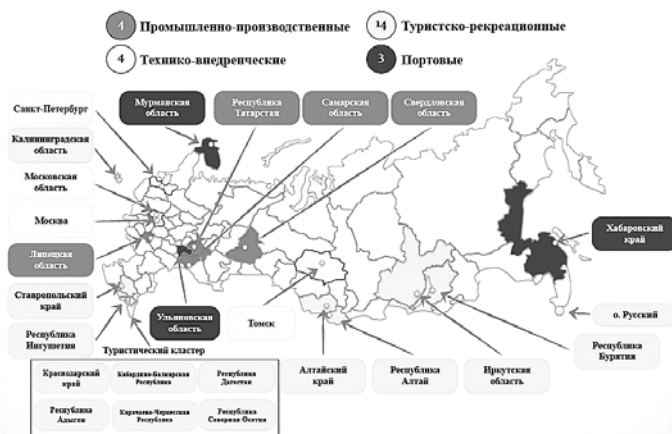 4 Промышленно-производственные
14 Туристско-рекреационные
4 Технико-внедренческие
3 Портовые
Санкт-Петербург
Мурманская
область
Республика
Татарстан
Самарская
область
Свердловская
область
Калининградская
область
Московская
область
Москва
Липецкая
область
Ставропольский
край
Республика
Ингушетия
Хабаровский
край
о. Русский
Республика
Бурятия
Ульяновская
область
Томск
Туристический кластер
Алтайский
край
Республика
Алтай
Иркутская
область
Краснодарский
край
Кабардино-Балкарская
Республика
Республика
Дагестан
Республика
Адыгея
Карачаево-Черкесская
Республика
Республика
Северная Осетия